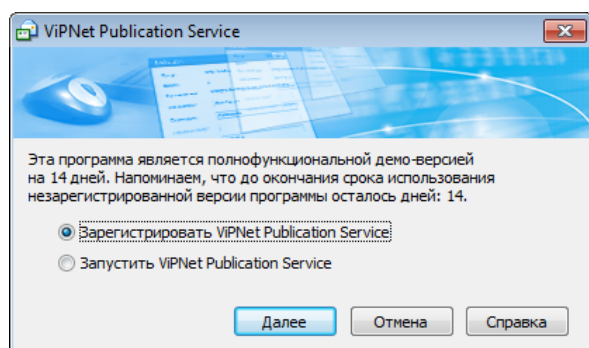 ViPNet Publication Service
Эта программа является полнофункциональной демо-версией
на 14 дней. Напоминаем, что до окончания срока использования
незарегистрированной версии программы осталось дней: 14.
Зарегистрировать ViPNet Publication Service
Запустить ViPNet Publication Service
Далее
Отмена
Справка